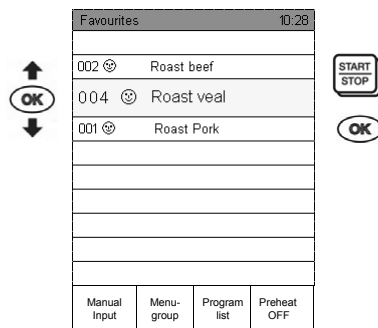 Favourites 10:28
002 Roast beef
004 Roast veal
001 Roast Pork
OK
START
STOP
OK
Manual Input
Menu-group
Program list
Preheat OFF